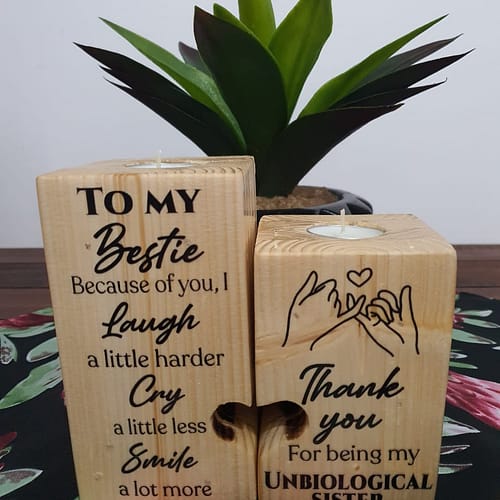 TO MY
Bestie
Because of you, I
Laugh
a little harder
Cry
a little less
Smile
a lot more
Thank
you
For being my
UNBIOLOGICAL
SISTER